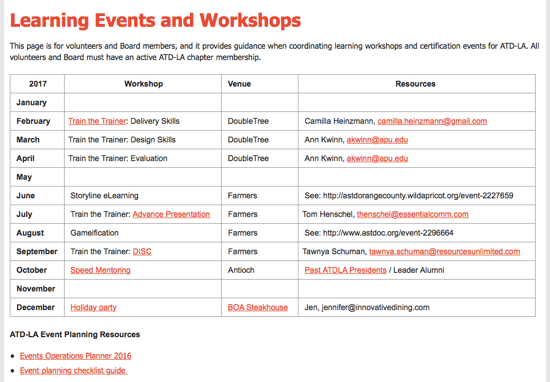 Learning Events and Workshops
This page is for volunteers and Board members, and it provides guidance when coordinating learning workshops and certification events for ATD-LA. All
volunteers and Board must have an active ATD-LA chapter membership.
2017 Workshop Venue Resources
January
February Train the Trainer: Delivery Skills DoubleTree Camilla Heinzmann, camilla.heinzmann@gmail.com
March Train the Trainer: Design Skills DoubleTree Ann Kwinn, akwinn@apu.edu
April Train the Trainer: Evaluation DoubleTree Ann Kwinn, akwinn@apu.edu
May
June Storyline eLearning Farmers See: http://astdorangecounty.wildapricot.org/event-2227659
July Train the Trainer: Advance Presentation Farmers Tom Henschel, thenschel@essentialcomm.com
August Gameification Farmers See: http://www.astdoc.org/event-2296664
September Train the Trainer: DISC Farmers Tawnya Schuman, tawnya.schuman@resourcesunlimited.com
October Speed Mentoring Antioch Past ATDLA Presidents / Leader Alumni
November
December Holiday party BOA Steakhouse Jen, jennifer@innovativedining.com
ATD-LA Event Planning Resources
• Events Operations Planner 2016
• Event planning checklist guide